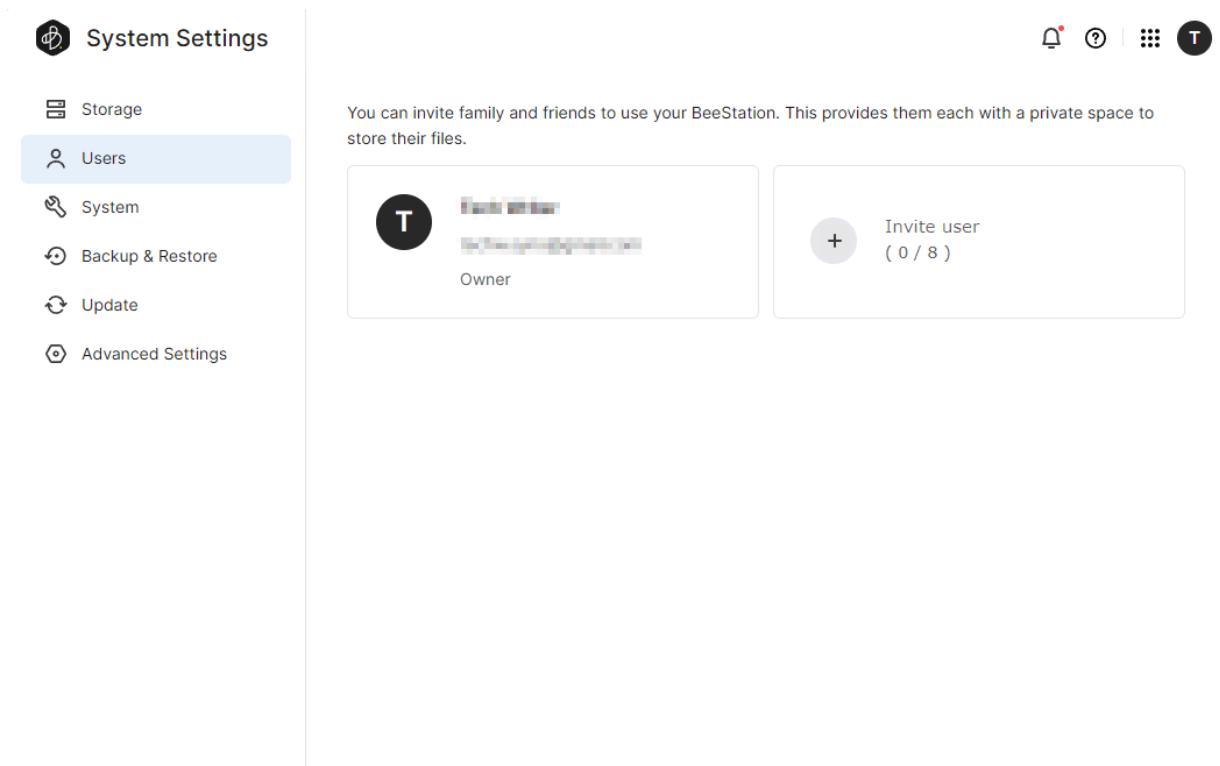 System Settings
T
Storage
Users
System
Backup & Restore
Update
Advanced Settings
You can invite family and friends to use your BeeStation. This provides them each with a private space to
store their files.
T
Owner
+
Invite user
( 0 / 8 )